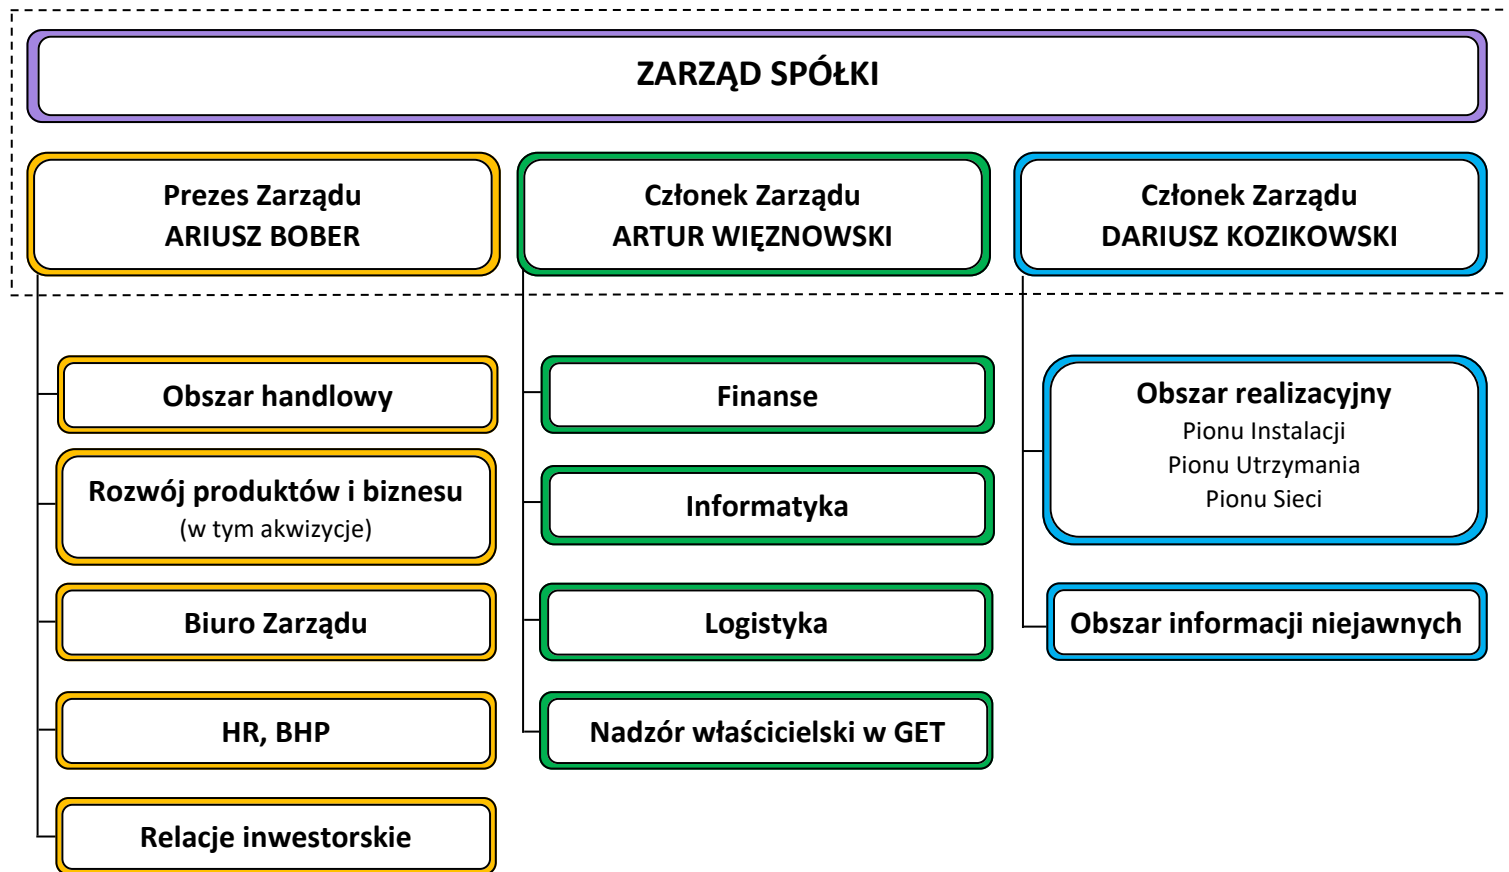 ZARZĄD SPÓŁKI
Prezes Zarządu
ARIUSZ BOBER
Członek Zarządu
ARTUR WIĘZNOWSKI
Członek Zarządu
DARIUSZ KOZIKOWSKI
Obszar handlowy
Rozwój produktów i biznesu
(w tym akwizycje)
Biuro Zarządu
HR, BHP
Relacje inwestorskie
Finanse
Informatyka
Logistyka
Nadzór właścicielski w GET
Obszar realizacyjny
Pionu Instalacji
Pionu Utrzymania
Pionu Sieci
Obszar informacji niejawnych